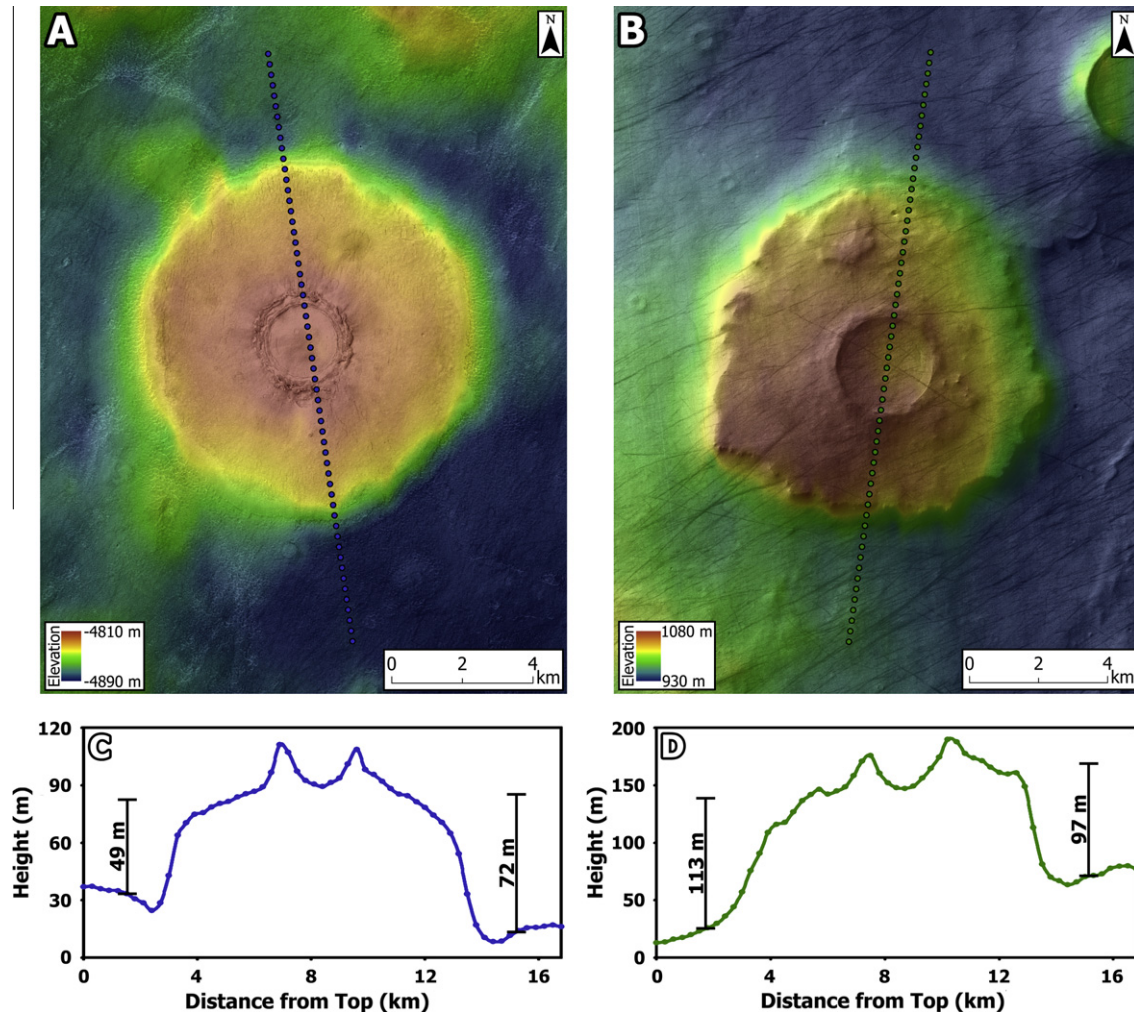 A
N
Elevation
-4810 m
-4890 m
0 2 4
km
B
N
Elevation
1080 m
930 m
0 2 4
km
C
120
90
60
30
0
Height (m)
49 m
72 m
0 4 8 12 16
Distance from Top (km)
D
200
150
100
50
0
Height (m)
113 m
97 m
0 4 8 12 16
Distance from Top (km)